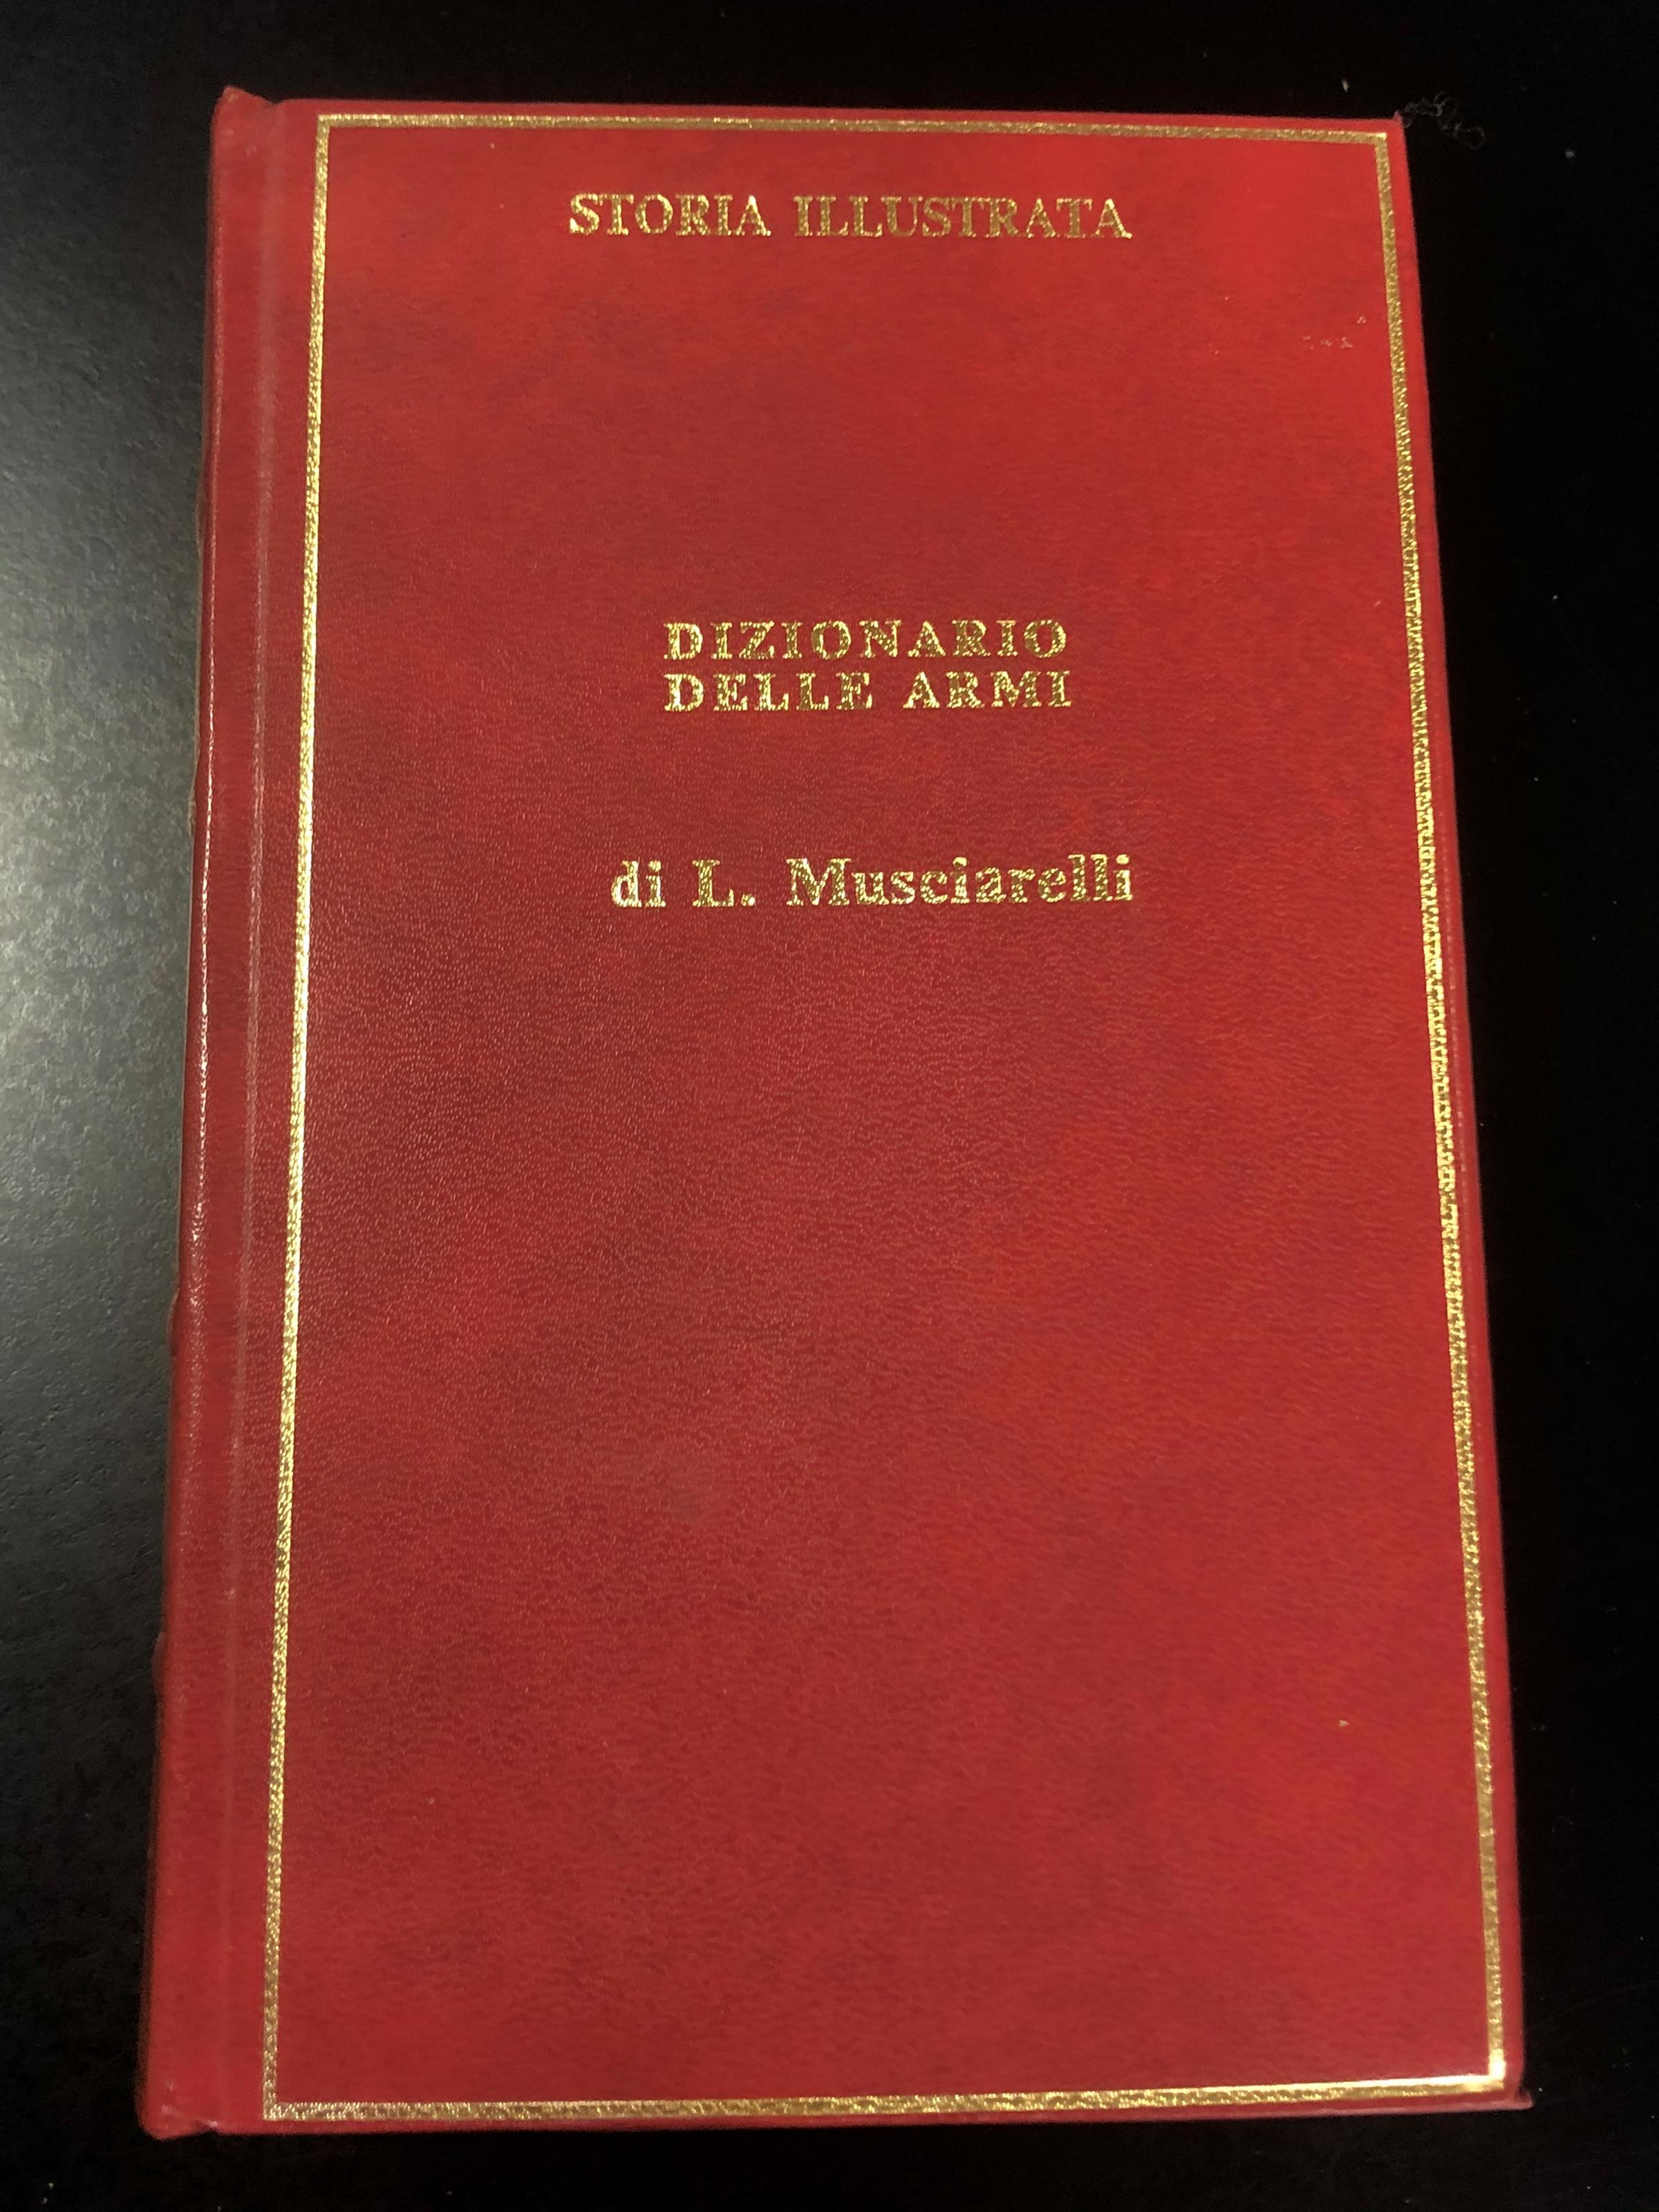 STORIA ILLUSTRATA
DIZIONARIO
DELLE ARMI
di L. Musciarelli